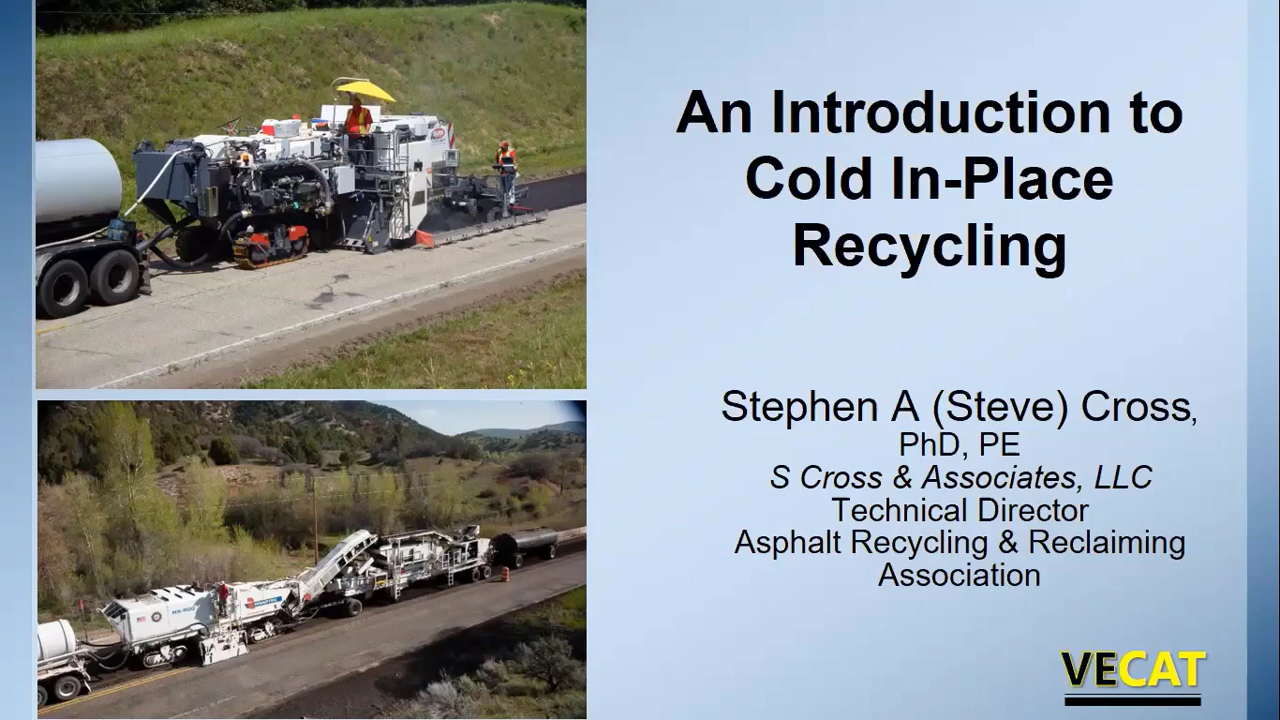 An Introduction to
Cold In-Place
Recycling
Stephen A (Steve) Cross,
PhD, PE
S Cross & Associates, LLC
Technical Director
Asphalt Recycling & Reclaiming
Association
VECAT